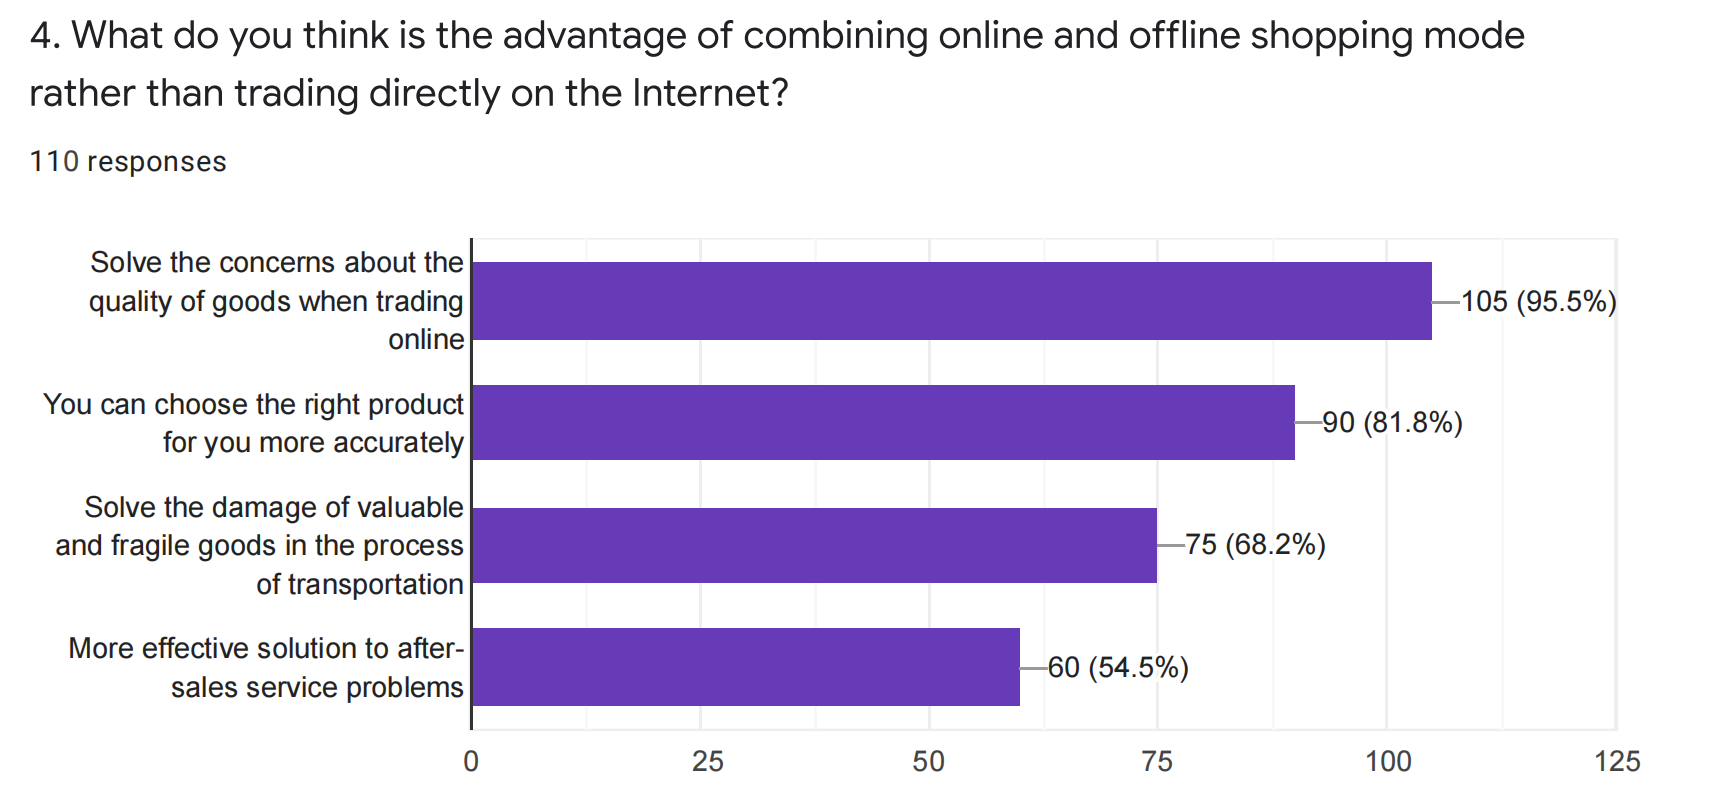 4. What do you think is the advantage of combining online and offline shopping mode
rather than trading directly on the Internet?
110 responses
Solve the concerns about the
quality of goods when trading
online
105 (95.5%)
You can choose the right product
for you more accurately
90 (81.8%)
Solve the damage of valuable
and fragile goods in the process
of transportation
75 (68.2%)
More effective solution to after-
sales service problems
60 (54.5%)
0 25 50 75 100 125